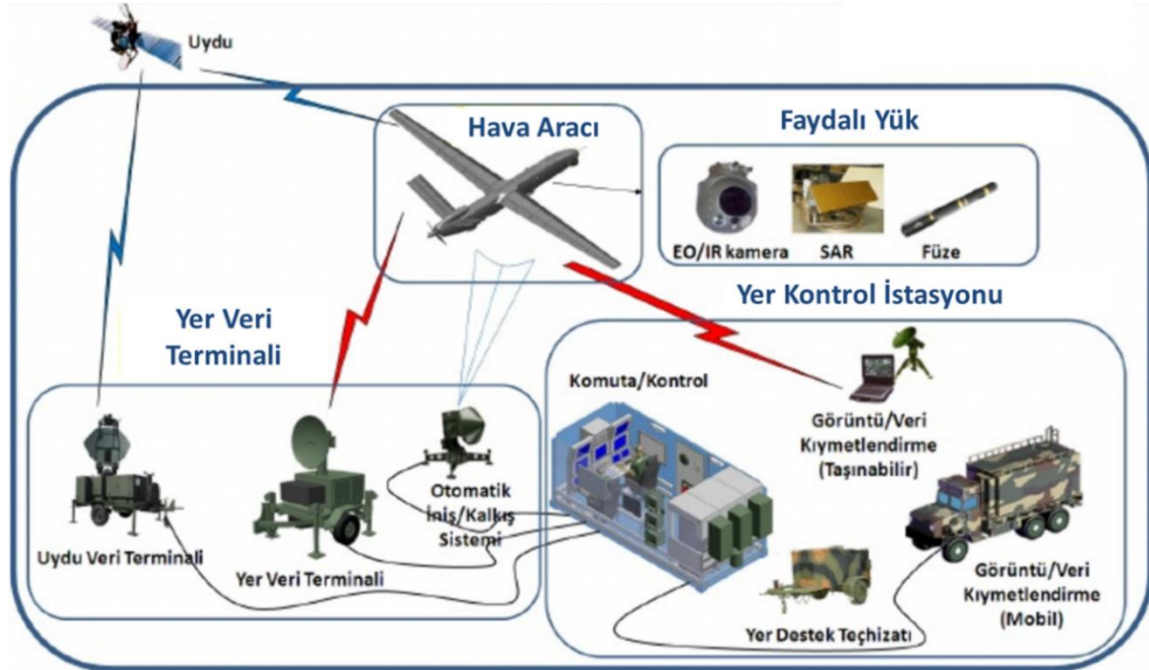 Uydu
Hava Aracı
Faydalı Yük
EO/IR kamera
SAR
Füze
Yer Kontrol İstasyonu
Yer Veri
Terminali
Komuta/Kontrol
Görüntü/Veri
Kıymetlendirme
(Taşınabilir)
Otomatik
İniş/Kalkış
Sistemi
Uydu Veri Terminali
Yer Veri Terminali
Yer Destek Teçhizatı
Görüntü/Veri
Kıymetlendirme
(Mobil)